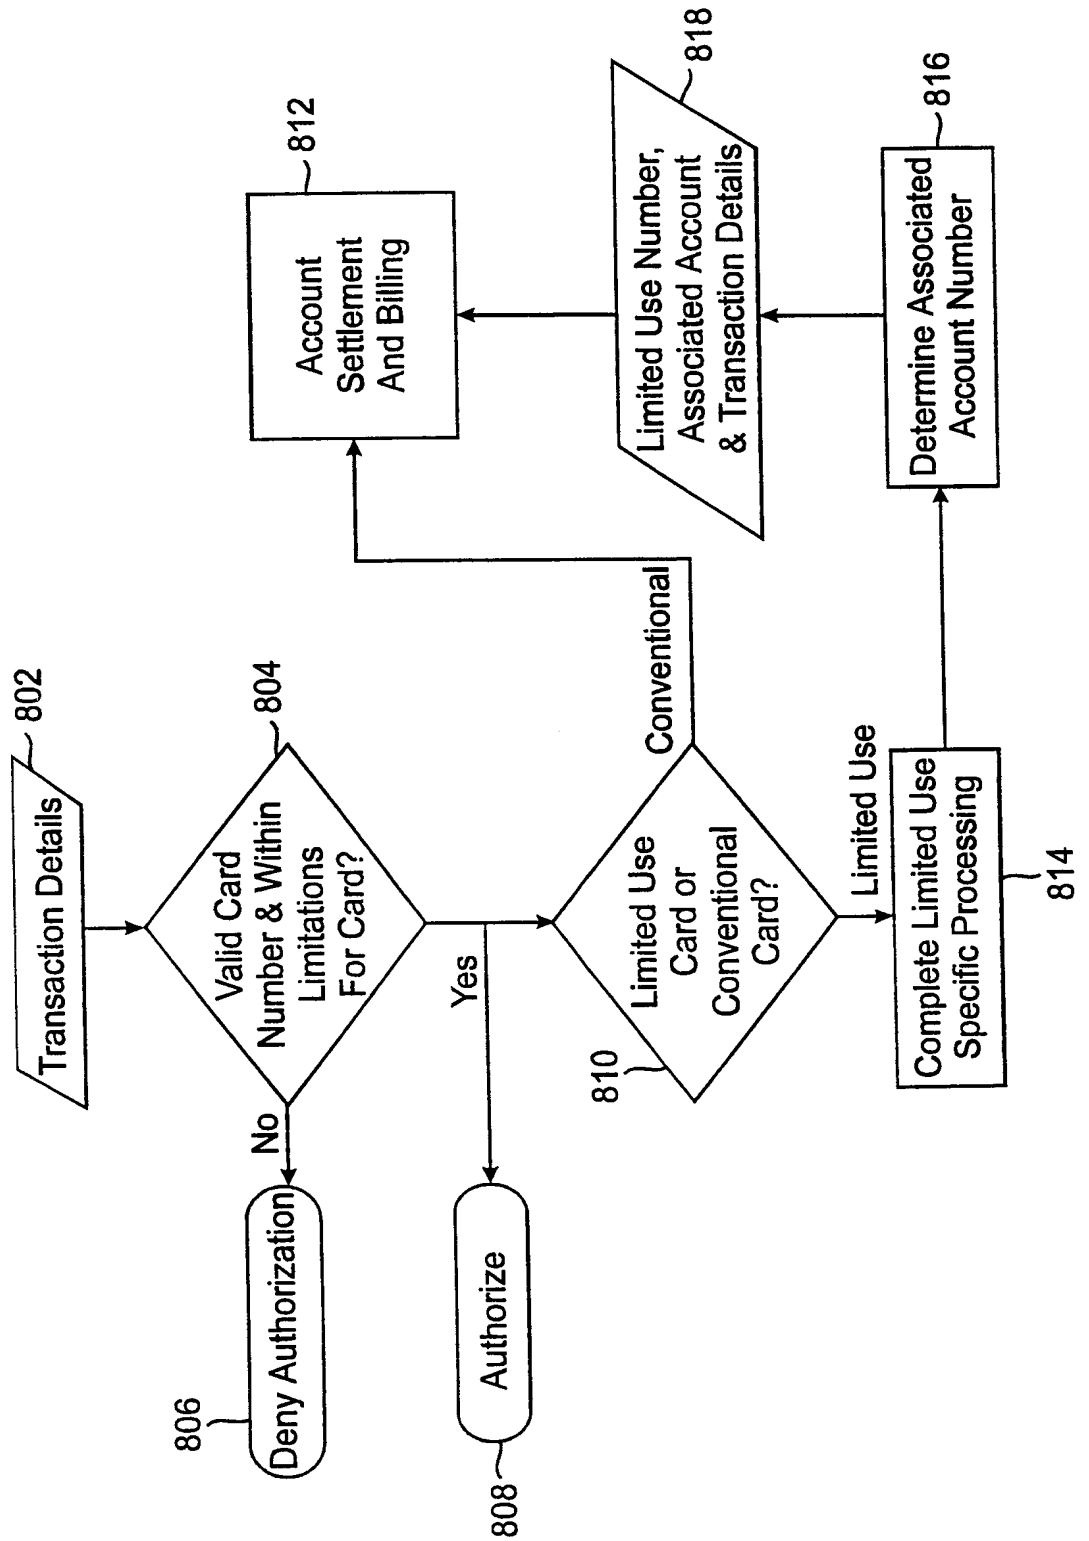 802
Transaction Details
804
Valid Card
Number & Within
Limitations
For Card?
No
806
Deny Authorization
Yes
808
Authorize
810
Limited Use
Card or
Conventional
Card?
Conventional
812
Account
Settlement
And Billing
Limited Use
Complete Limited Use
Specific Processing
814
816
Determine Associated
Account Number
818
Limited Use Number,
Associated Account
& Transaction Details